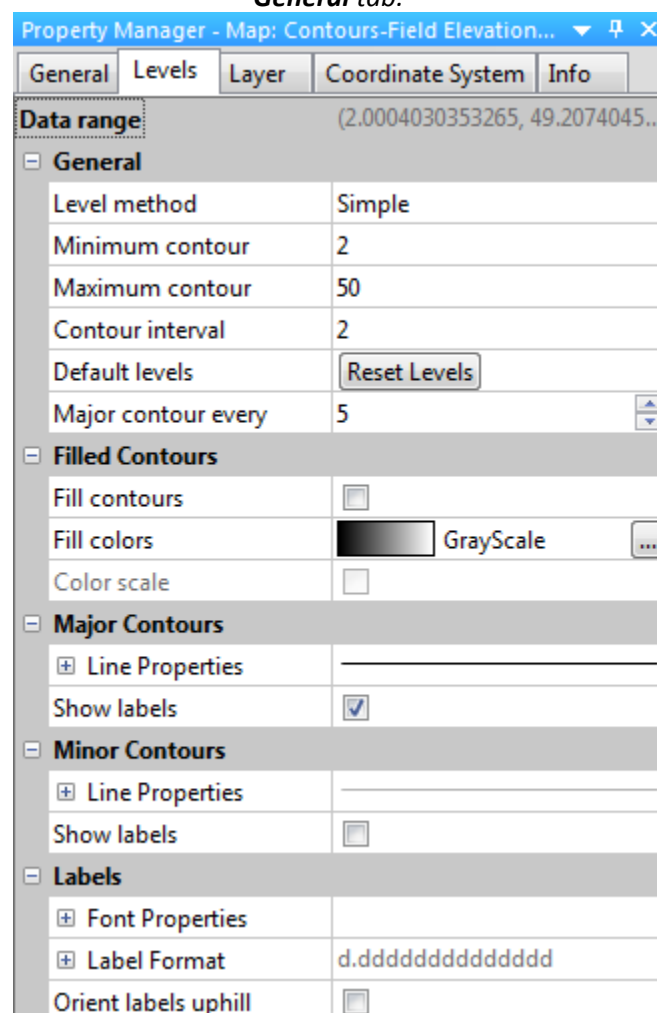 General tab.
Property Manager - Map: Contours-Field Elevation...
General Levels Layer Coordinate System Info
Data range (2.0004030353265, 49.2074045...
General
Level method Simple
Minimum contour 2
Maximum contour 50
Contour interval 2
Default levels Reset Levels
Major contour every 5
Filled Contours
Fill contours
Fill colors GrayScale ...
Color scale
Major Contours
Line Properties
Show labels
Minor Contours
Line Properties
Show labels
Labels
Font Properties
Label Format d.dddddddddddddd
Orient labels uphill